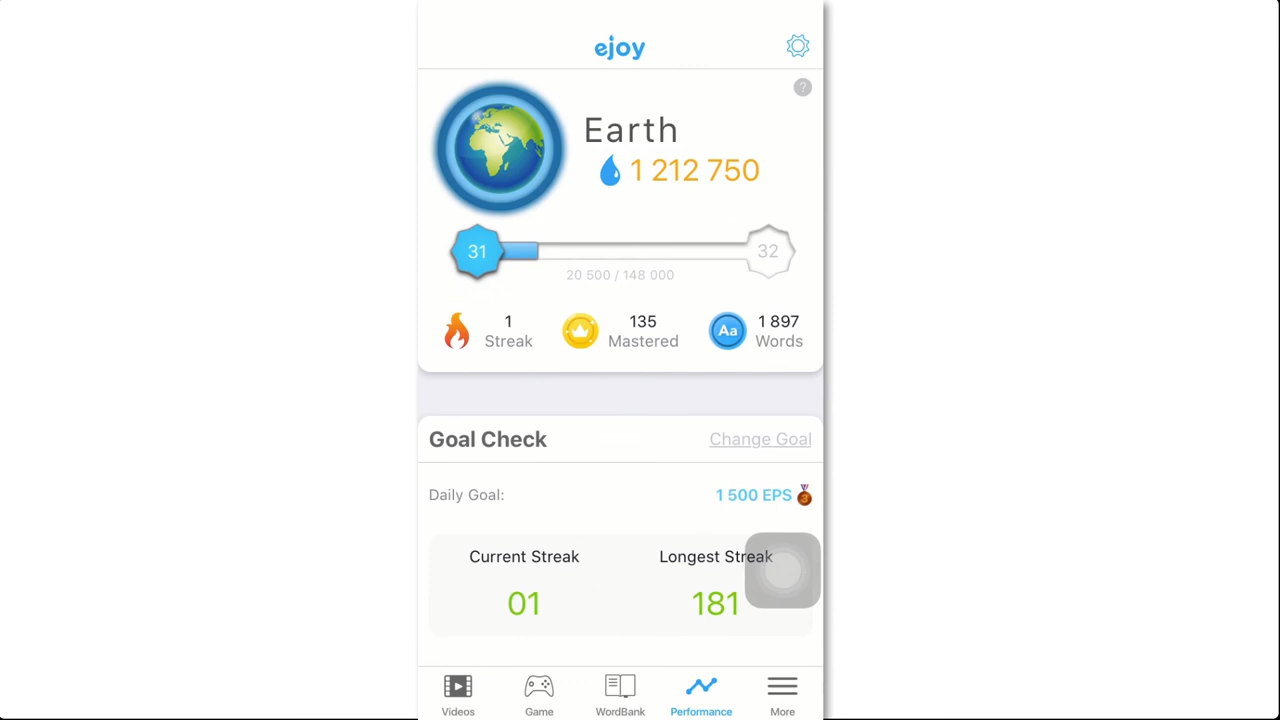 ejoy
?
Earth
1 212 750
31
32
20 500 / 148 000
1
Streak
135
Mastered
Aa
1 897
Words
Goal Check
Change Goal
Daily Goal:
1 500 EPS
3
Current Streak
Longest Streak
01
181
Videos
Game
WordBank
Performance
More